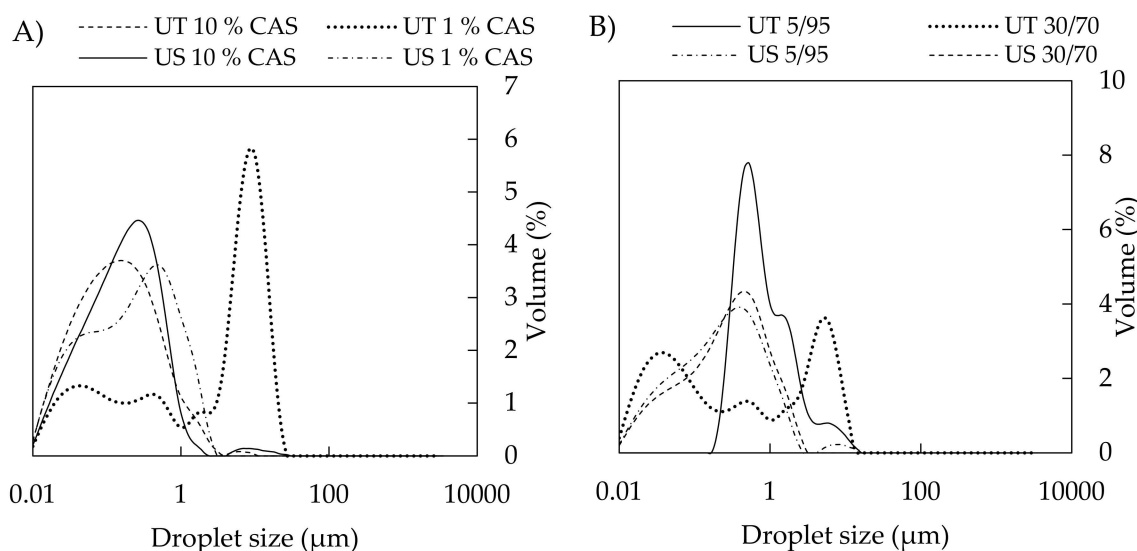 A)
UT 10 % CAS
UT 1 % CAS
US 10 % CAS
US 1 % CAS
7
6
5
4
3
2
1
0
Volume (%)
0.01
1
100
10000
Droplet size (µm)
B)
UT 5/95
UT 30/70
US 5/95
US 30/70
10
8
6
4
2
0
Volume (%)
0.01
1
100
10000
Droplet size (µm)